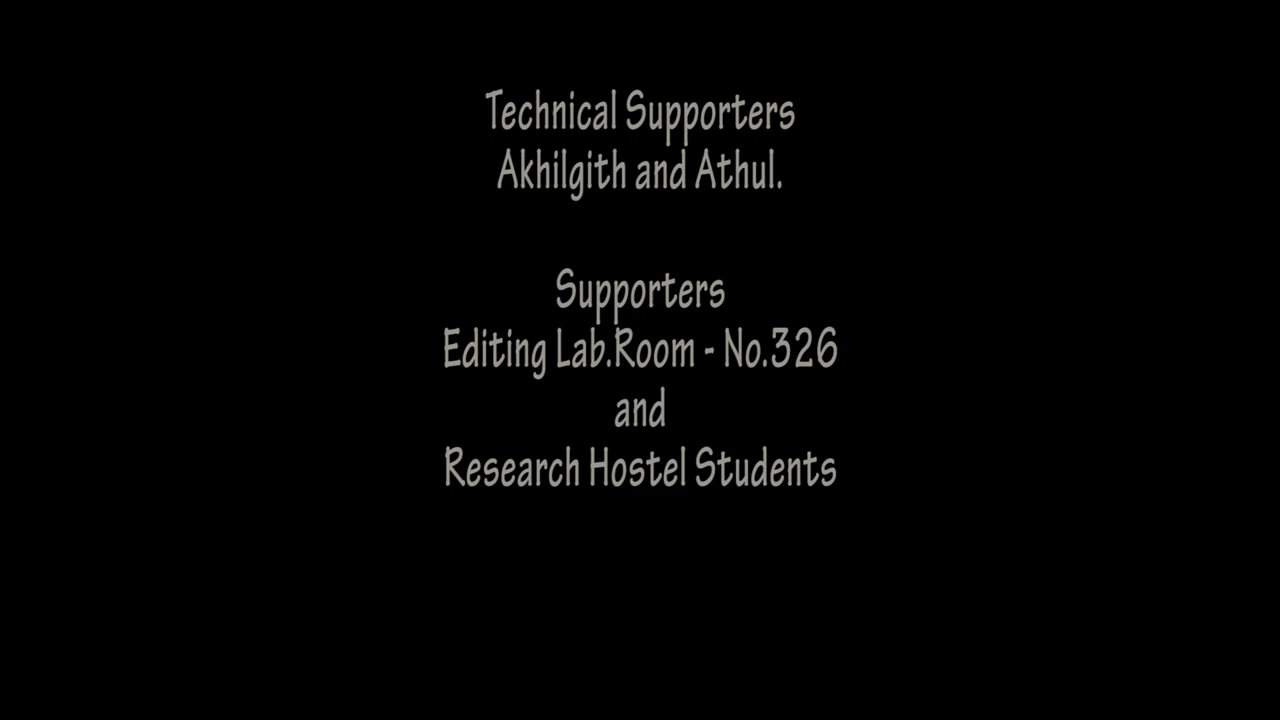 Technical Supporters
Akhilgith and Athul.
Supporters
Editing Lab.Room - No.326
and
Research Hostel Students